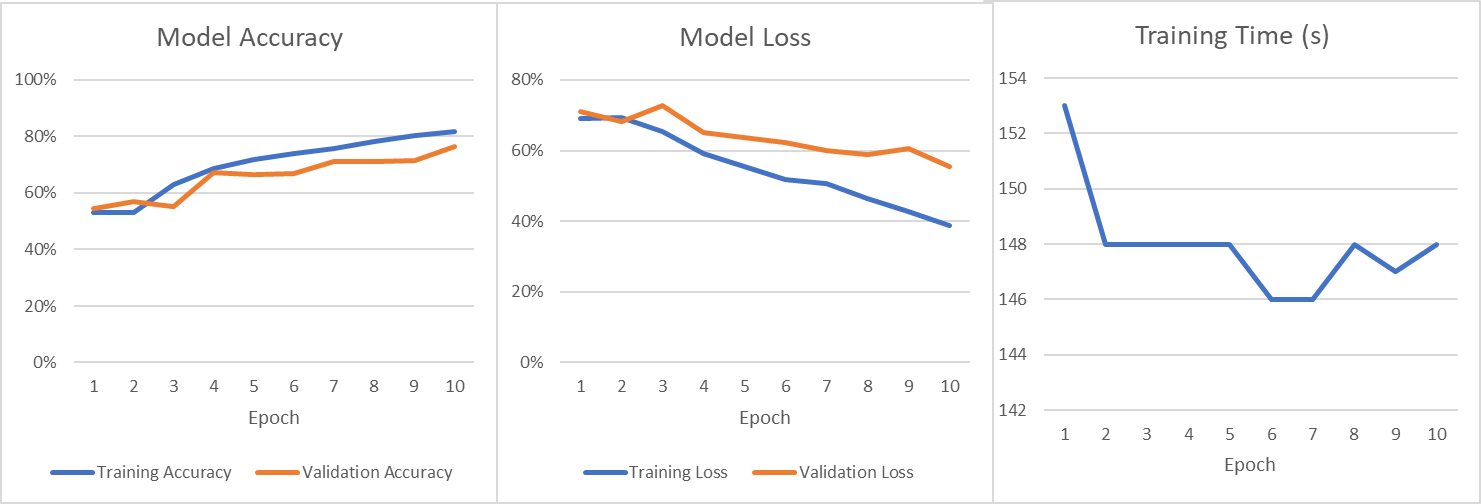 Model Accuracy
100%
80%
60%
40%
20%
0%
1 2 3 4 5 6 7 8 9 10
Epoch
Training Accuracy Validation Accuracy
Model Loss
80%
60%
40%
20%
0%
1 2 3 4 5 6 7 8 9 10
Epoch
Training Loss Validation Loss
Training Time (s)
154
152
150
148
146
144
142
1 2 3 4 5 6 7 8 9 10
Epoch